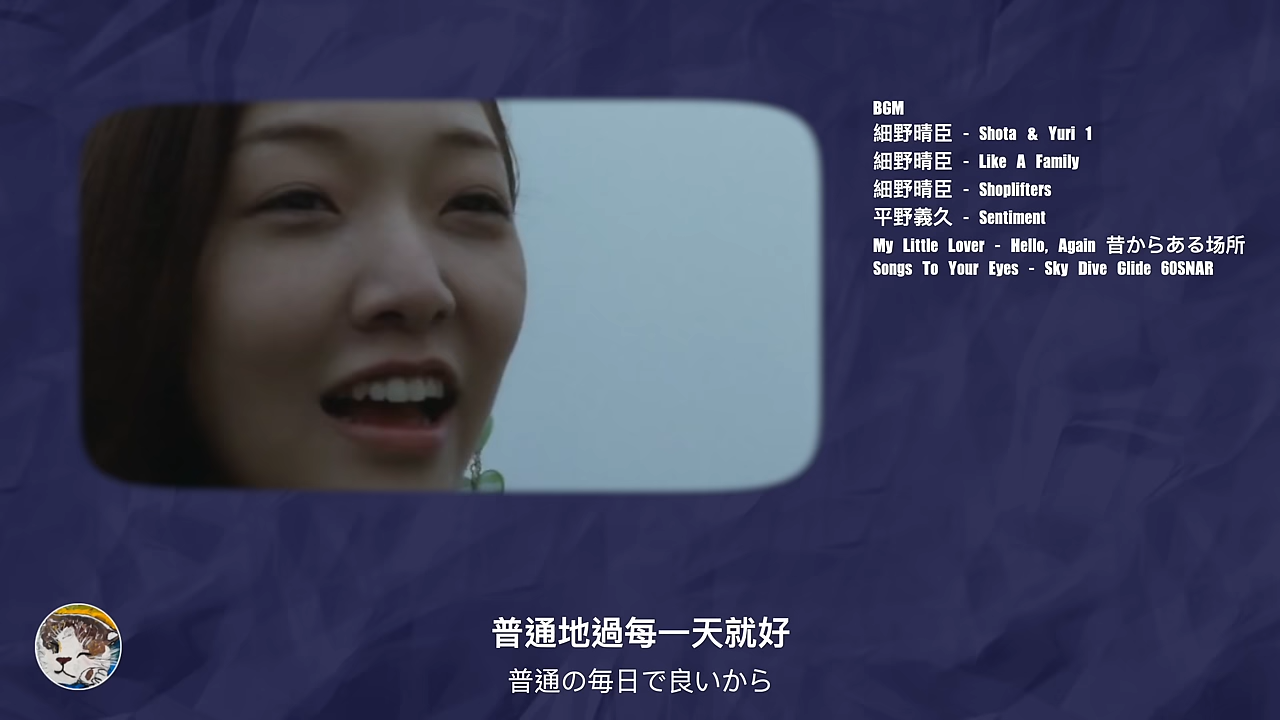 BGM
細野晴臣 - Shota & Yuri 1
細野晴臣 - Like A Family
細野晴臣 - Shoplifters
平野義久 - Sentiment
My Little Lover - Hello, Again 昔からある场所
Songs To Your Eyes - Sky Dive Glide 60SNAR
普通地過每一天就好
普通の毎日で良いから